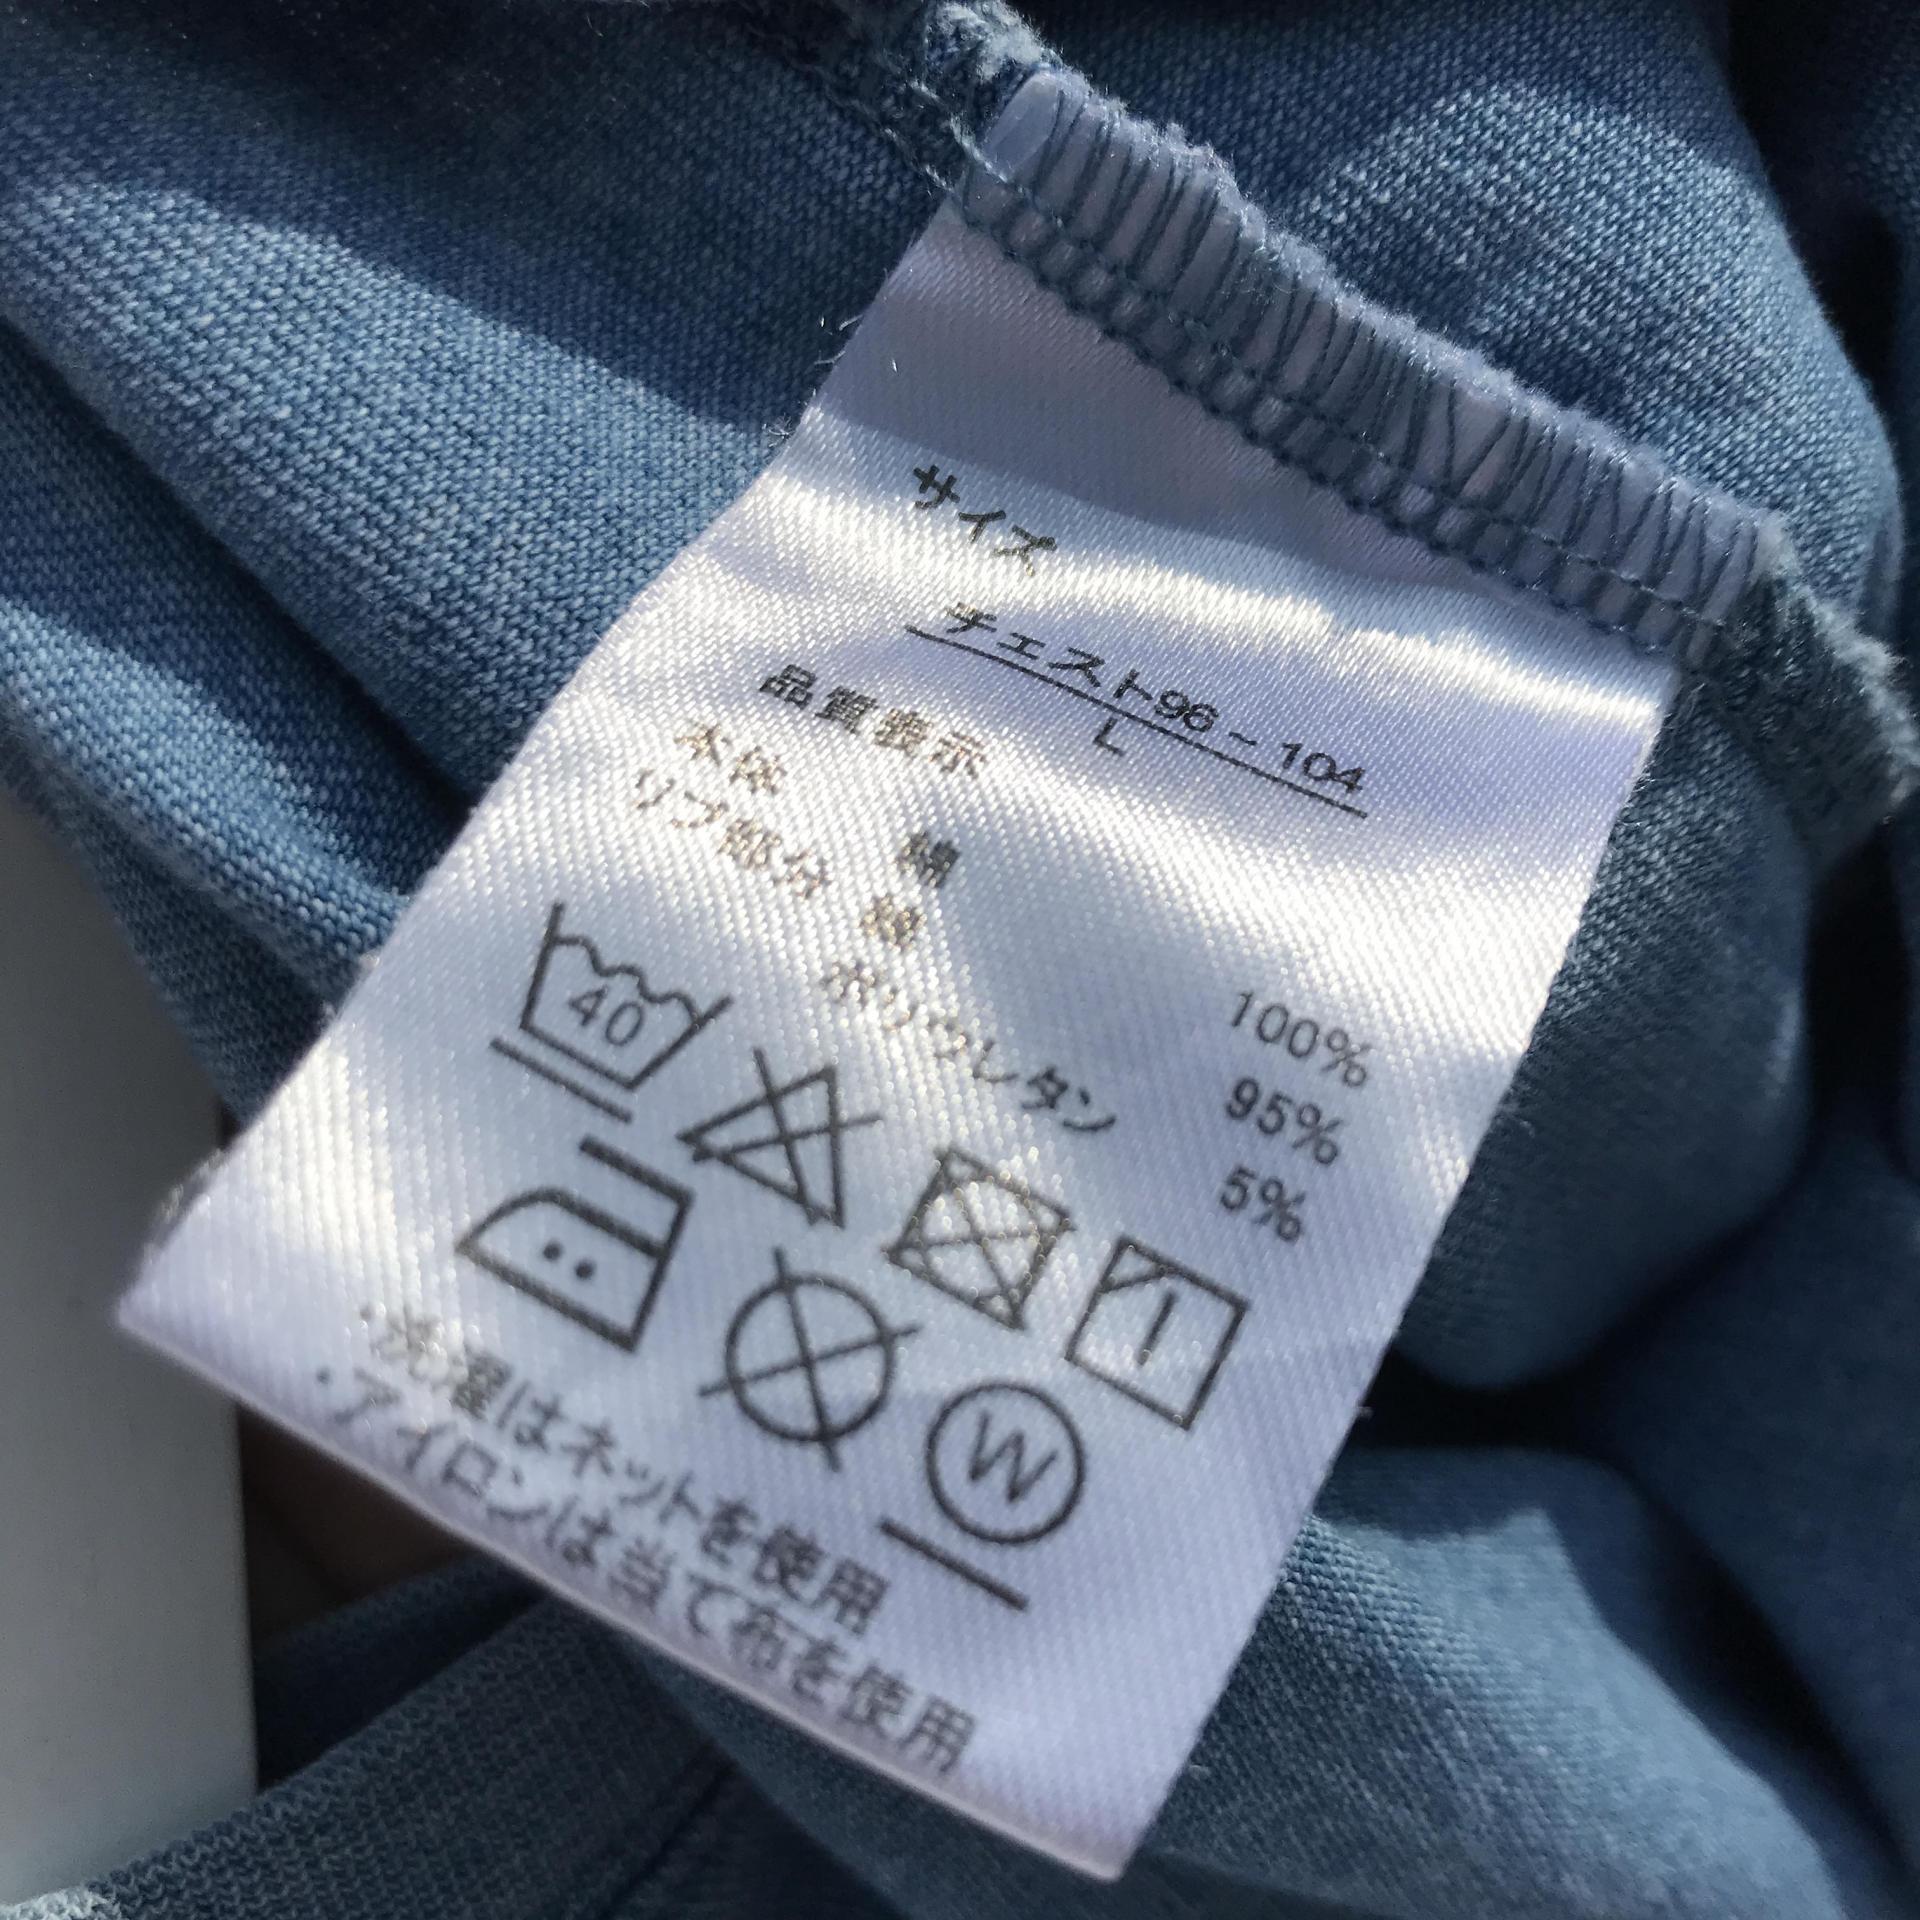 サイズ
チェスト96～104
L
品質表示
本体 綿 100%
リブ部分 綿 95%
ポリウレタン 5%
40
W
・洗濯はネットを使用
・アイロンは当て布を使用